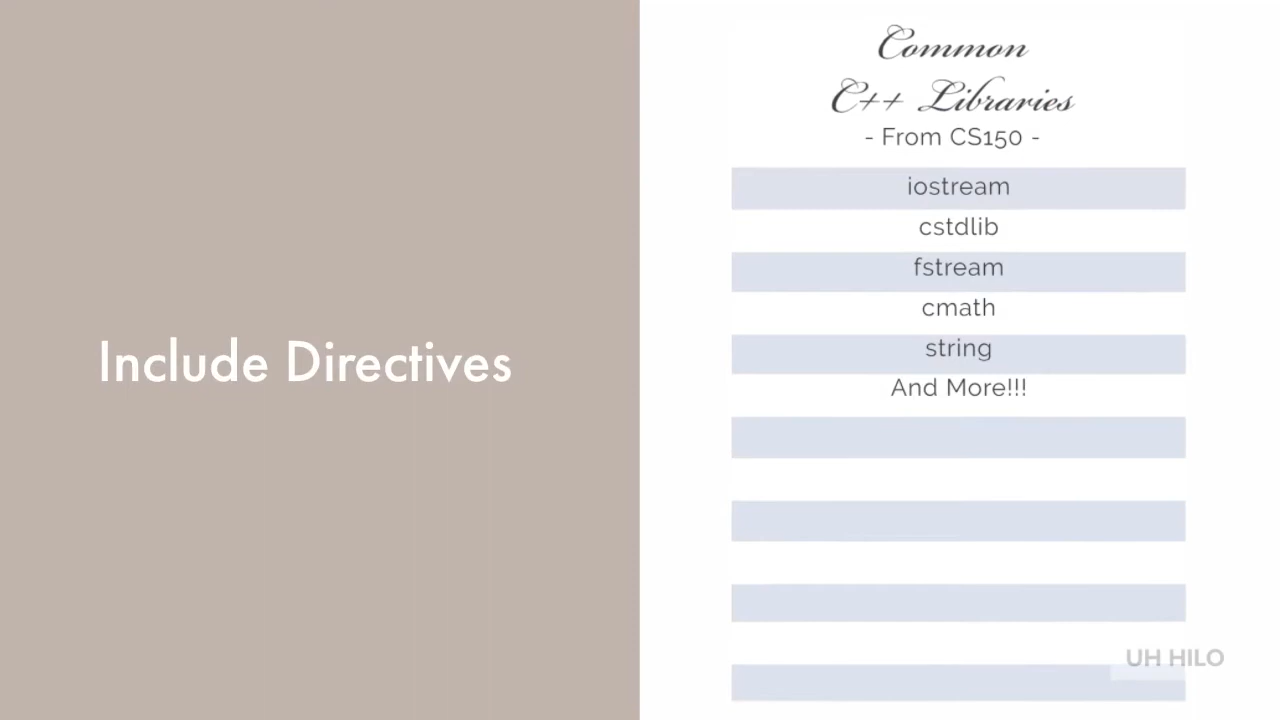 Include Directives
Common
C++ Libraries
- From CS150 -
iostream
cstdlib
fstream
cmath
string
And More!!!
UH HILO